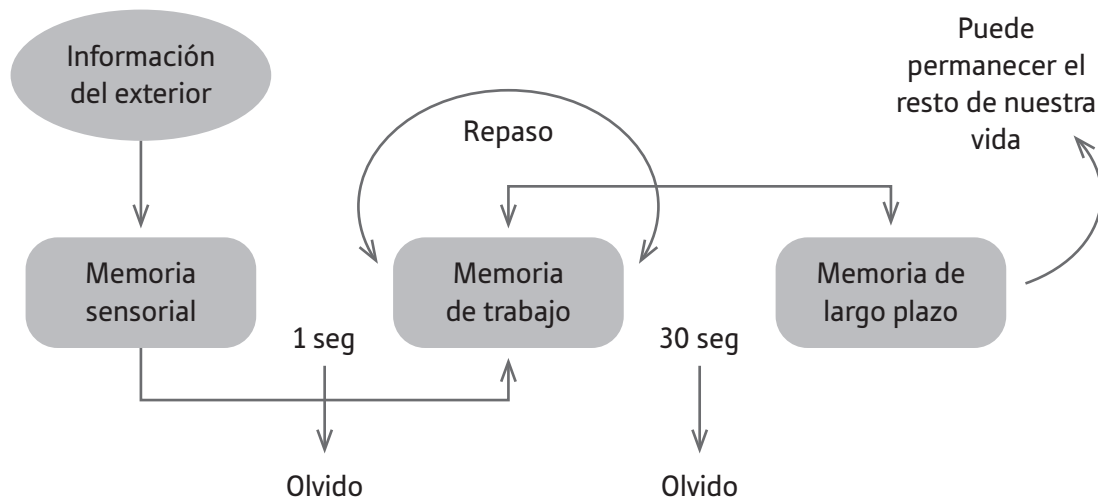 Información
del exterior
Puede
permanecer el
resto de nuestra
vida
Repaso
Memoria
sensorial
Memoria
de trabajo
Memoria de
largo plazo
1 seg
30 seg
Olvido
Olvido